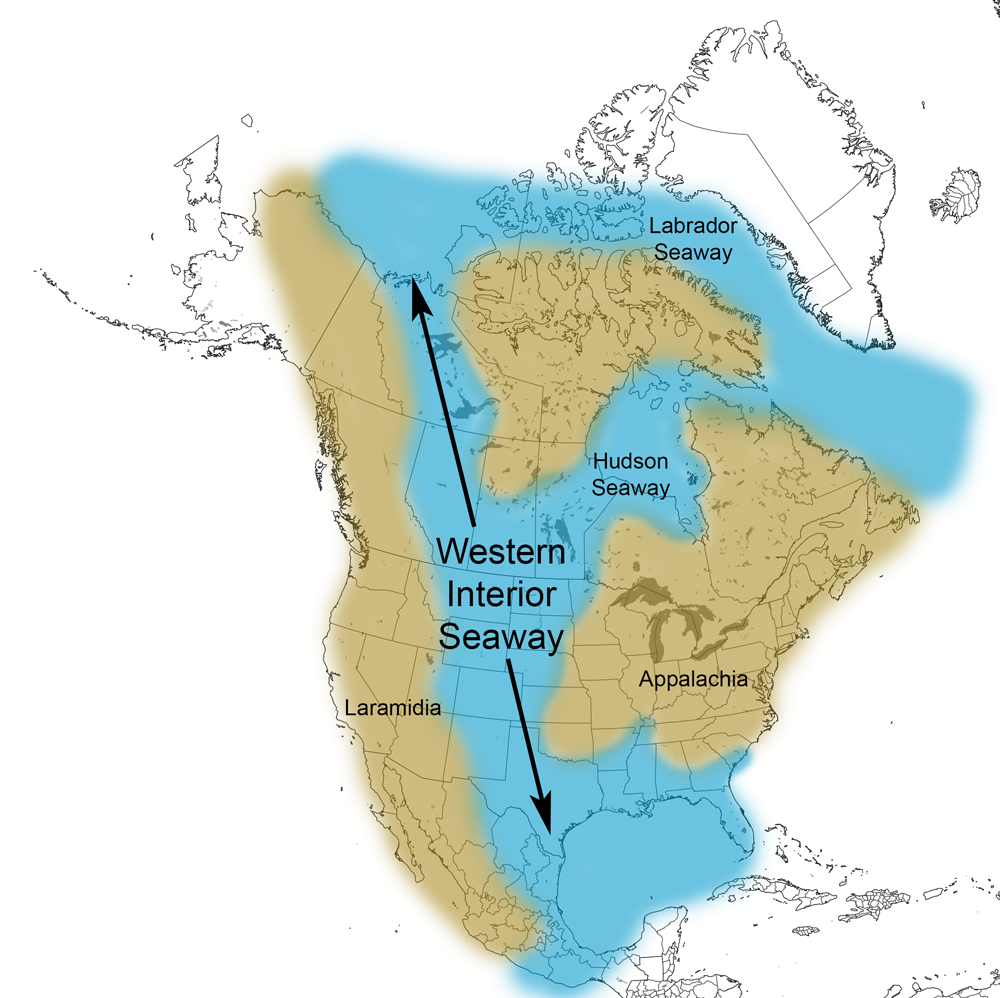 Labrador
Seaway
Hudson
Seaway
Western
Interior
Seaway
Appalachia
Laramidia